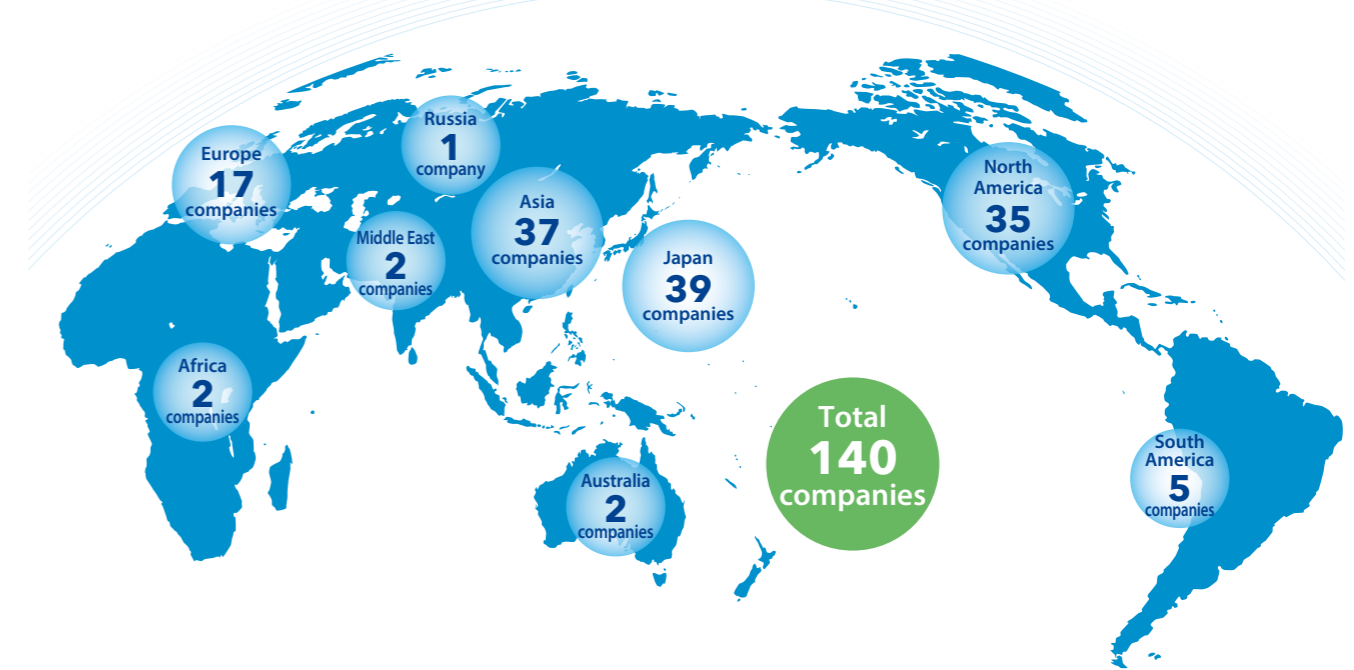 Russia
1
company
Europe
17
companies
North
America
35
companies
Asia
37
companies
Middle East
2
companies
Japan
39
companies
Africa
2
companies
Total
140
companies
South
America
5
companies
Australia
2
companies